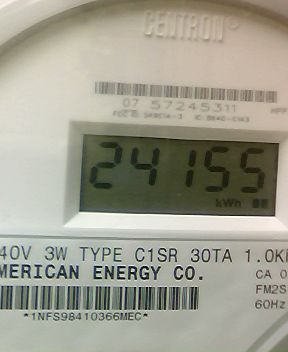 CENTRON®
07 57245311
24155
kWh
40V 3W TYPE C1SR 30TA 1.0K
MERICAN ENERGY CO.
CA 0
FM2S
60Hz
*1NFS98410366MEC*